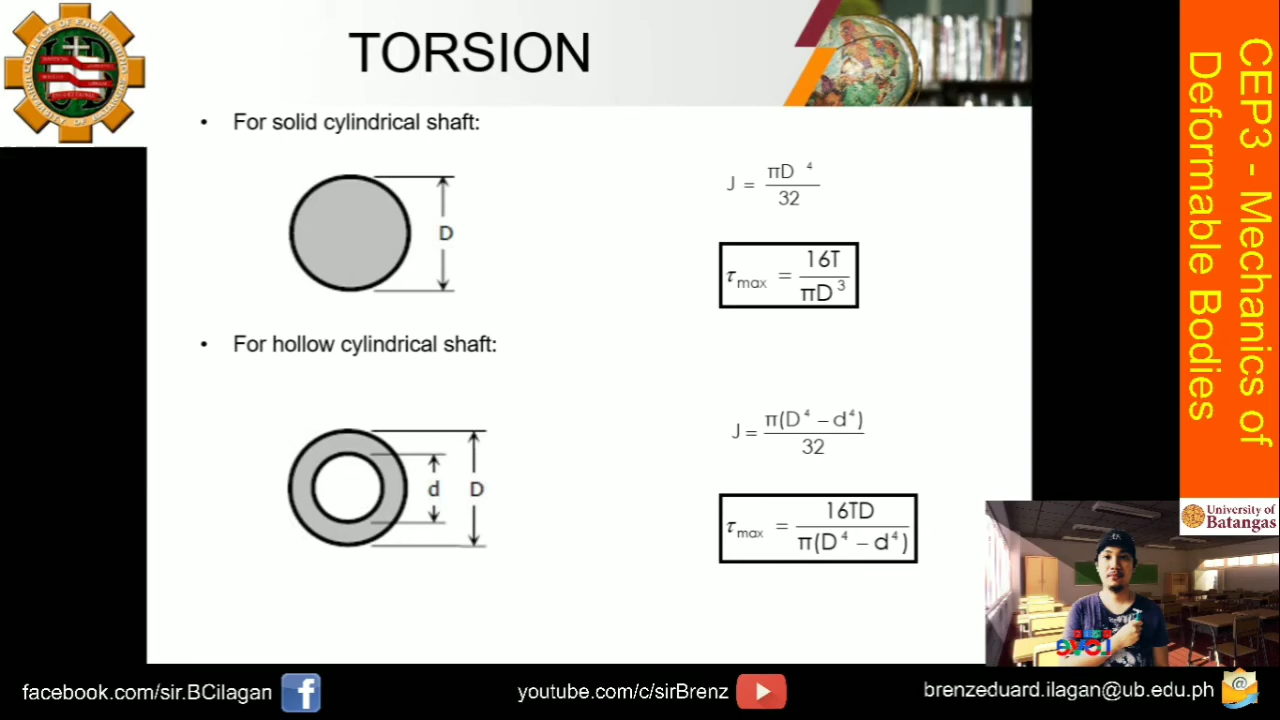 TORSION
• For solid cylindrical shaft:
D
J = πD⁴/32
τmax = 16T/πD³
• For hollow cylindrical shaft:
d D
J = π(D⁴ – d⁴)/32
τmax = 16TD/π(D⁴ – d⁴)
CEP3 - Mechanics of
Deformable Bodies
University of
Batangas
facebook.com/sir.BCilagan
youtube.com/c/sirBrenz
brenzeduard.ilagan@ub.edu.ph